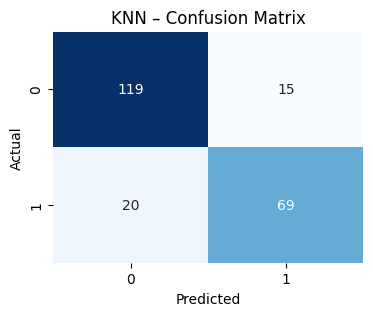 KNN – Confusion Matrix
0
119
15
Actual
1
20
69
0
1
Predicted